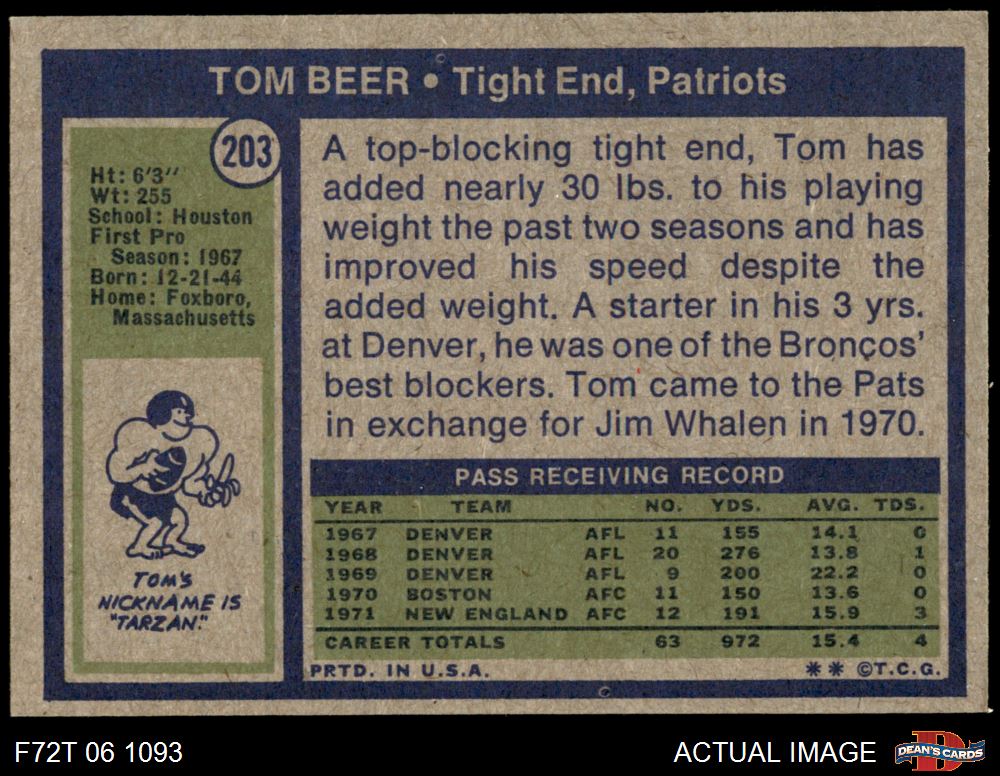 TOM BEER • Tight End, Patriots
203
Ht: 6'3"
Wt: 255
School: Houston
First Pro
Season: 1967
Born: 12-21-44
Home: Foxboro,
Massachusetts
TOM'S
NICKNAME IS
"TARZAN."
A top-blocking tight end, Tom has
added nearly 30 lbs. to his playing
weight the past two seasons and has
improved his speed despite the
added weight. A starter in his 3 yrs.
at Denver, he was one of the Broncos'
best blockers. Tom came to the Pats
in exchange for Jim Whalen in 1970.
PASS RECEIVING RECORD
YEAR TEAM NO. YDS. AVG. TDS.
1967 DENVER AFL 11 155 14.1 0
1968 DENVER AFL 20 276 13.8 1
1969 DENVER AFL 9 200 22.2 0
1970 BOSTON AFC 11 150 13.6 0
1971 NEW ENGLAND AFC 12 191 15.9 3
CAREER TOTALS 63 972 15.4 4
PRTD. IN U.S.A. ** ©T.C.G.
F72T 06 1093 ACTUAL IMAGE DEAN'S CARDS